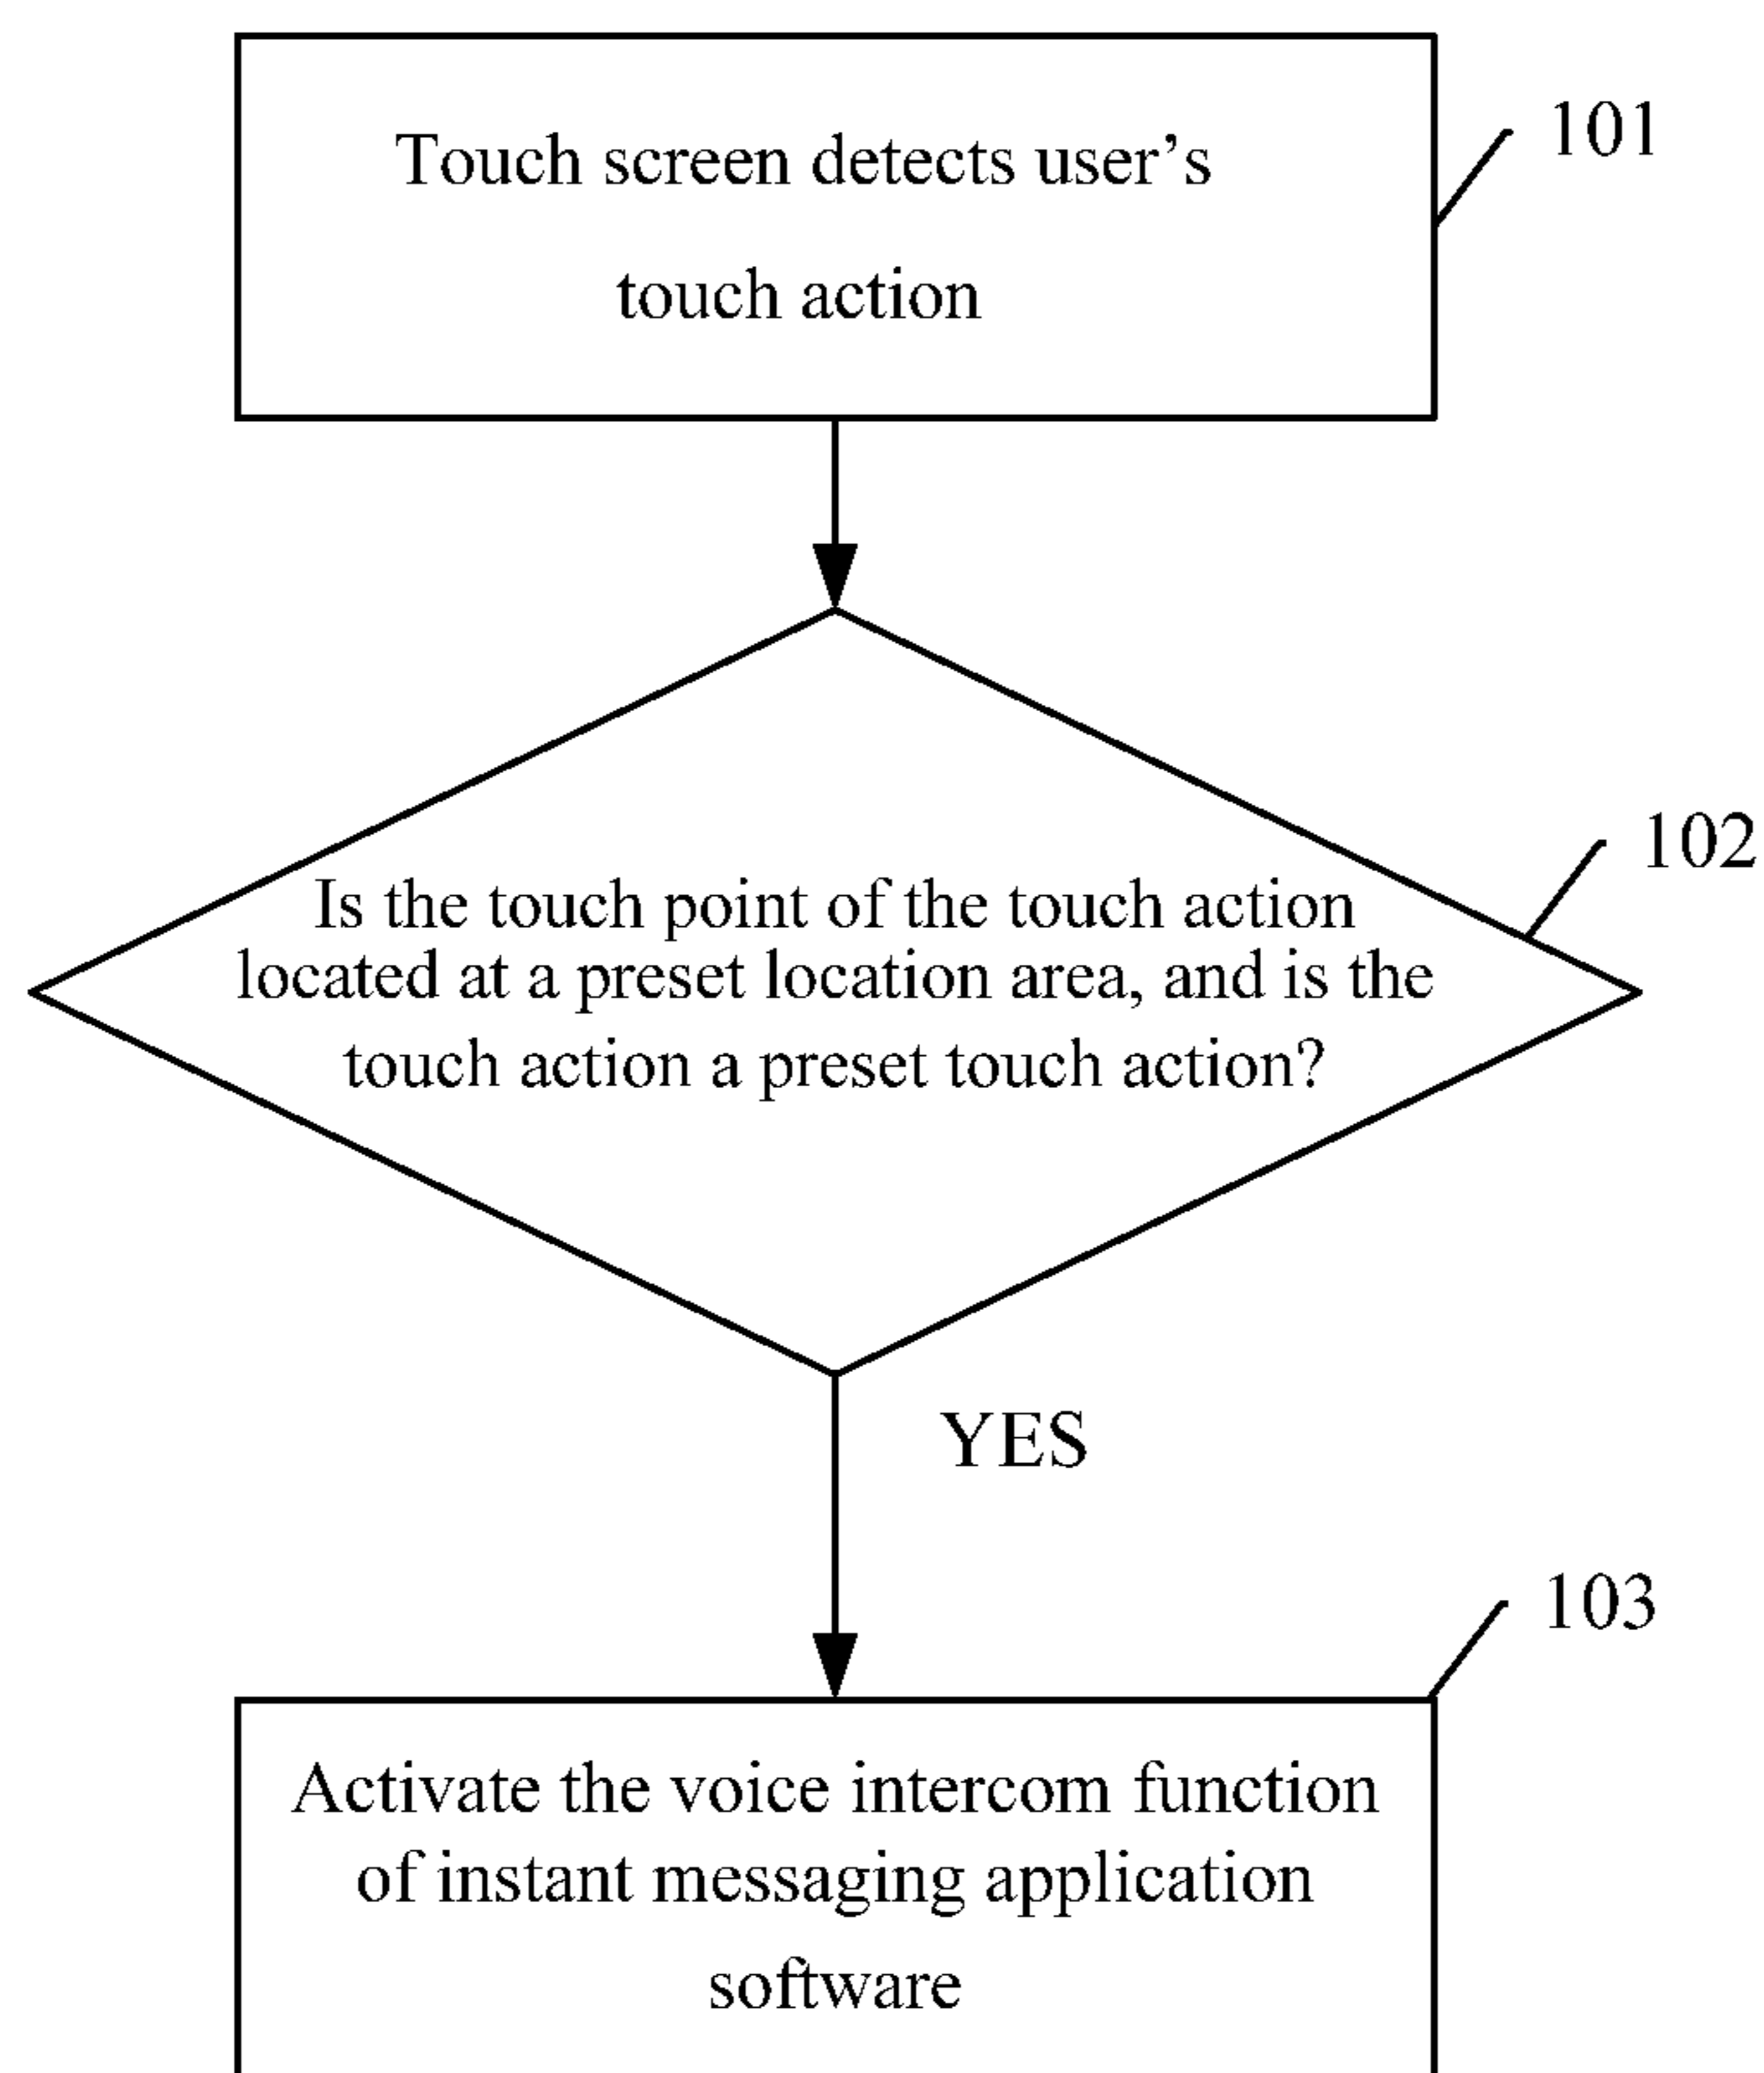 Touch screen detects user’s
touch action
101
Is the touch point of the touch action
located at a preset location area, and is the
touch action a preset touch action?
102
YES
103
Activate the voice intercom function
of instant messaging application
software